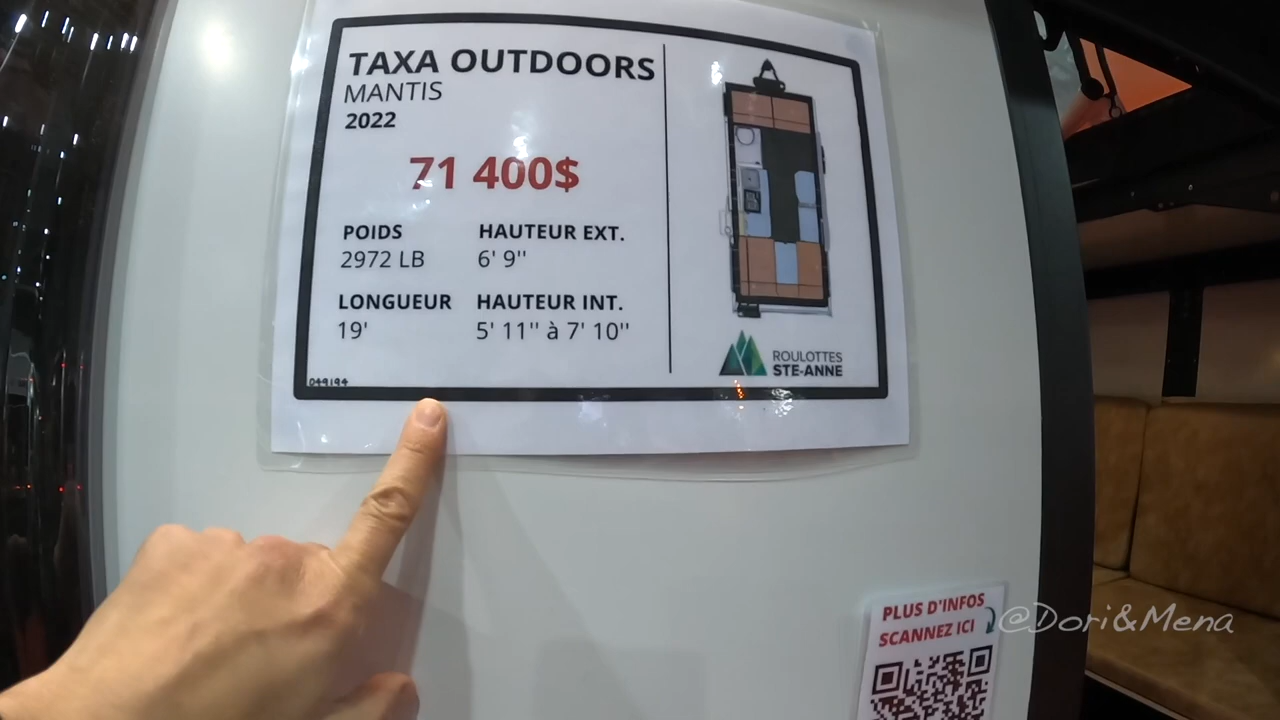 TAXA OUTDOORS
MANTIS
2022
71 400$
POIDS
2972 LB
HAUTEUR EXT.
6' 9''
LONGUEUR
19'
HAUTEUR INT.
5' 11'' à 7' 10''
049194
ROULOTTES
STE-ANNE
PLUS D'INFOS
SCANNEZ ICI
@Dori&Mena